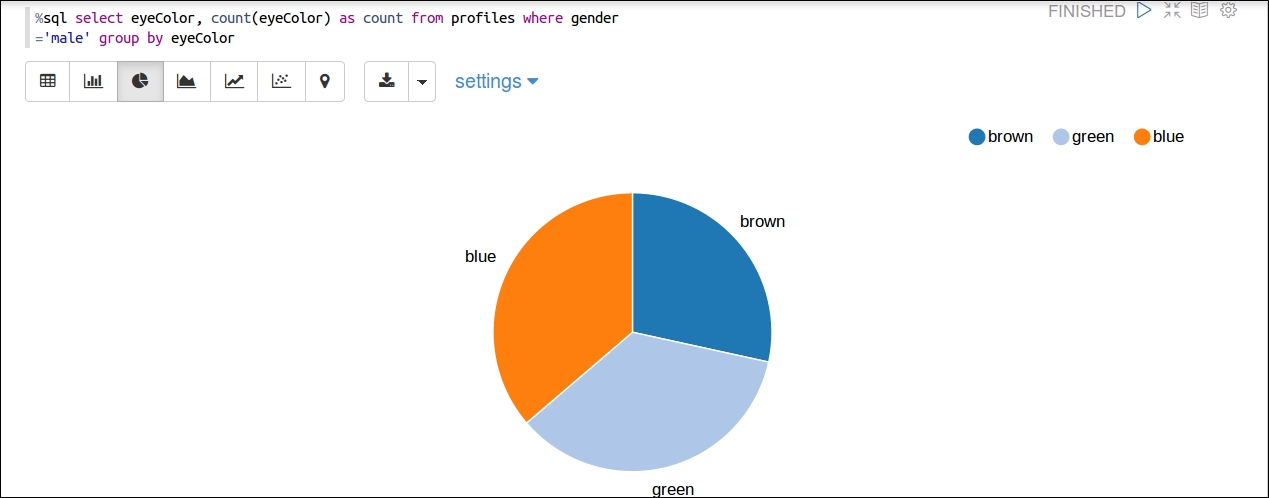 %sql select eyeColor, count(eyeColor) as count from profiles where gender
='male' group by eyeColor
FINISHED
settings
brown green blue
brown
blue
green